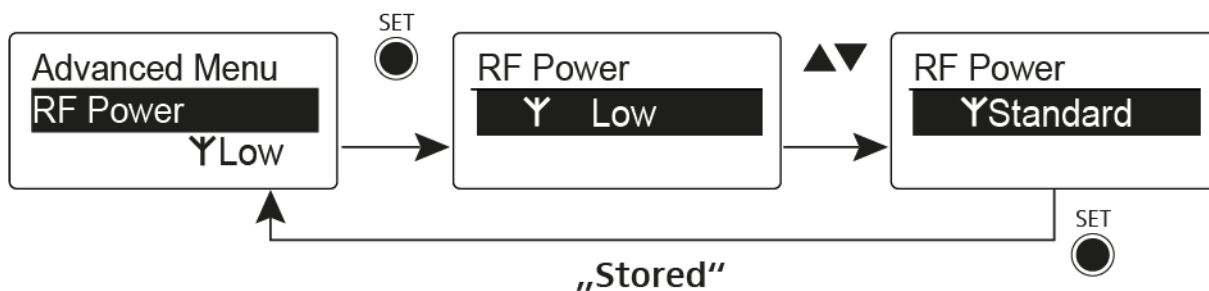 SET
Advanced Menu
RF Power
Low
RF Power
Low
RF Power
Standard
SET
„Stored“